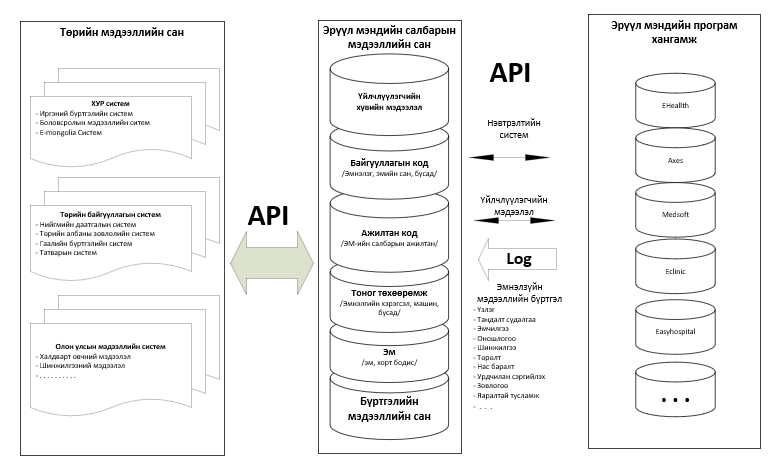 Төрийн мэдээллийн сан
ХУР систем
- Иргэний бүртгэлийн систем
- Боловсролын мэдээллийн ситем
- E-mongolia Систем
Төрийн байгууллагын систем
- Нийгмийн даатгалын систем
- Төрийн албаны зөвлөлийн систем
- Гаалийн бүртгэлийн систем
- Татварын систем
Олон улсын мэдээллийн систем
- Халдварт өвчний мэдээлэл
- Шинжилгээний мэдээлэл
- . . . . . . . . . .
API
Эрүүл мэндийн салбарын
мэдээллийн сан
Үйлчлүүлэгчийн
хувийн мэдээлэл
Байгууллагын код
/Эмнэлэг, эмийн сан, бусад/
Ажилтан код
/ЭМ-ийн салбарын ажилтан/
Тоног төхөөрөмж
/Эмнэлгийн хэрэгсэл, машин,
бусад/
Эм
/эм, хорт бодис/
Бүртгэлийн
мэдээллийн сан
API
Нэвтрэлтийн
систем
Үйлчлүүлэгчийн
мэдээлэл
Log
Эмнэлзүйн
мэдээллийн бүртгэл
- Үзлэг
- Тандалт судалгаа
- Эмчилгээ
- Оношлогоо
- Шинжилгээ
- Төрөлт
- Нас баралт
- Урдчилан сэргийлэх
- Зөвлөгөө
- Яаралтай тусламж
- . . .
Эрүүл мэндийн програм
хангамж
EHeallth
Axes
Medsoft
Eclinic
Easyhospital
• • •